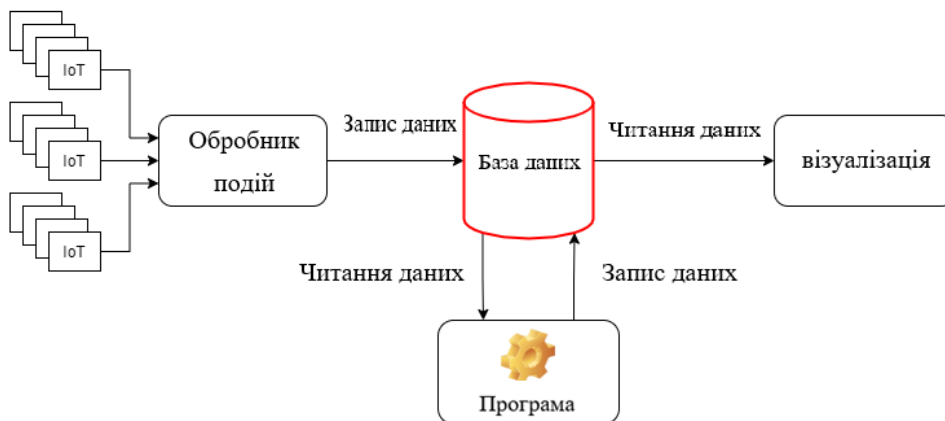 IoT
IoT
IoT
Обробник
подій
Запис даних
База даних
Читання даних
візуалізація
Читання даних
Запис даних
Програма